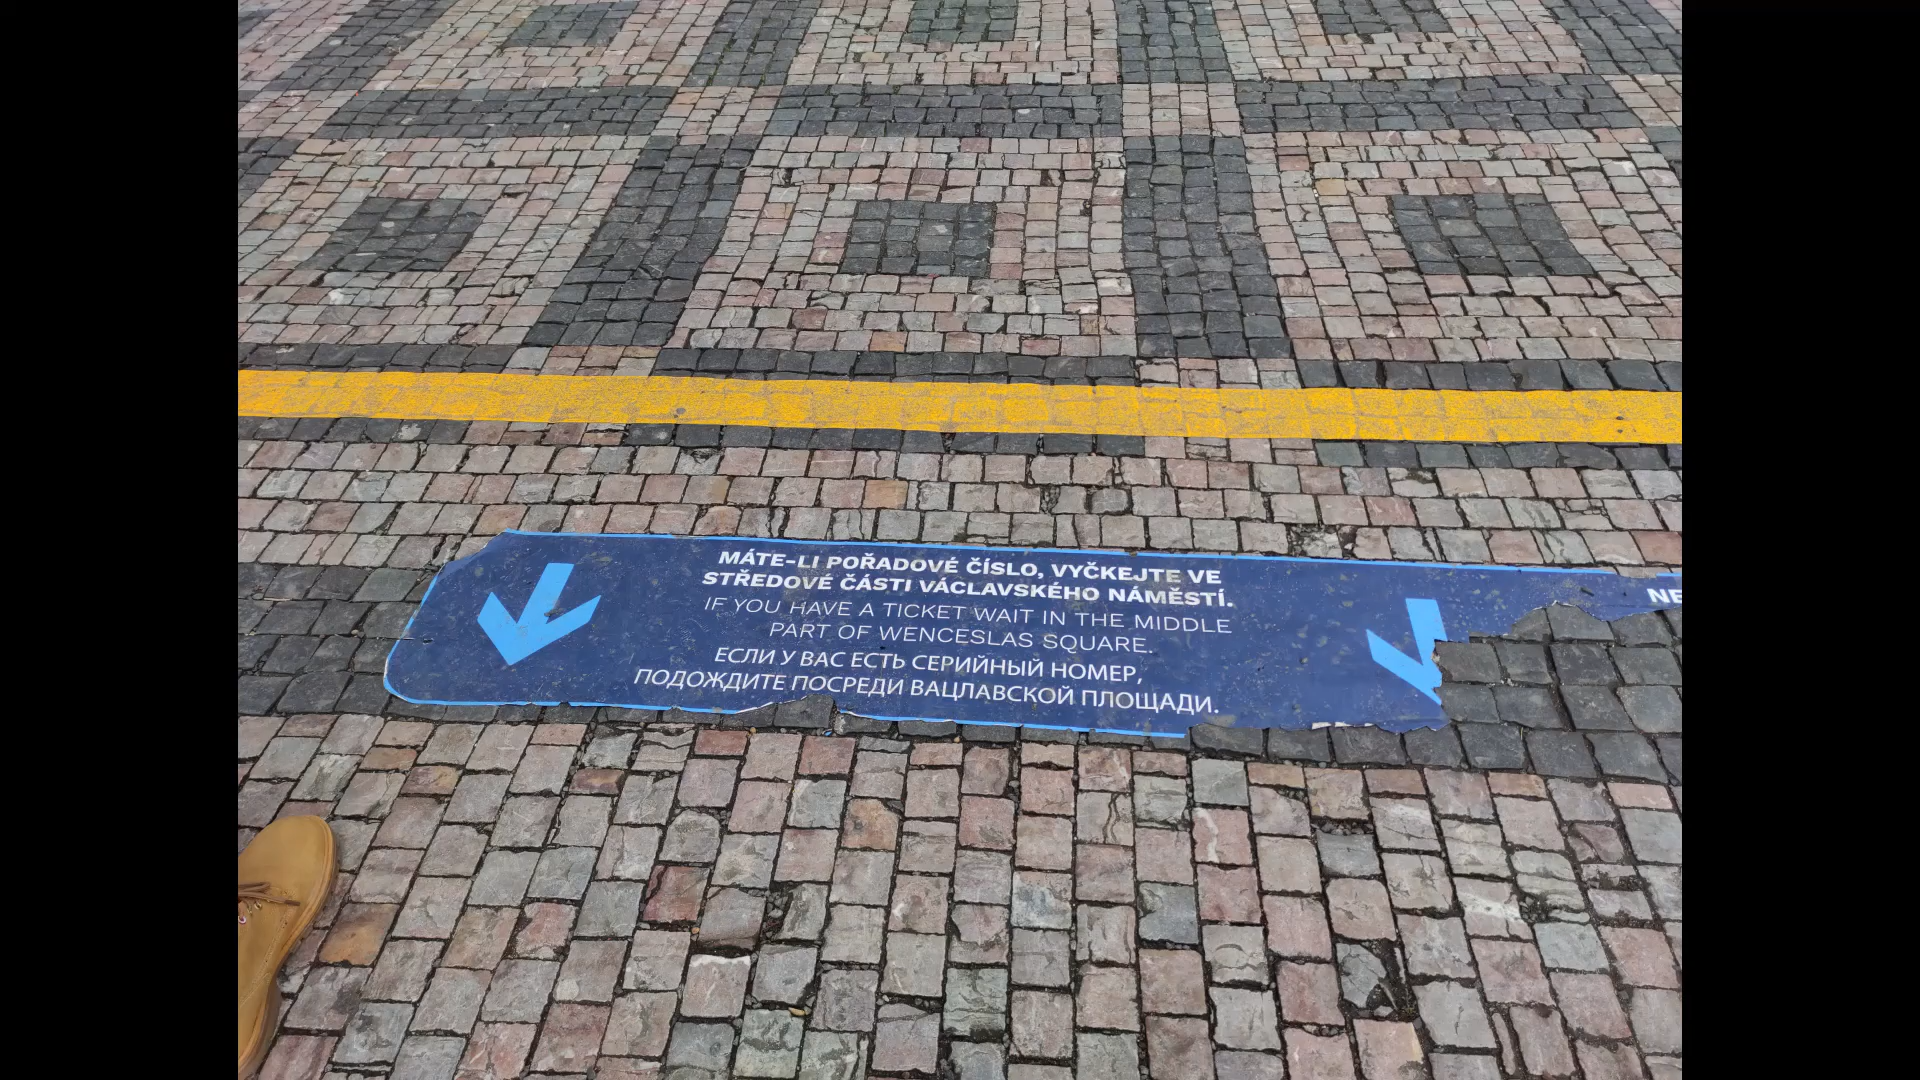 MÁTE-LI POŘADOVÉ ČÍSLO, VYČKEJTE VE
STŘEDOVÉ ČÁSTI VÁCLAVSKÉHO NÁMĚSTÍ.
IF YOU HAVE A TICKET WAIT IN THE MIDDLE
PART OF WENCESLAS SQUARE.
ЕСЛИ У ВАС ЕСТЬ СЕРИЙНЫЙ НОМЕР,
ПОДОЖДИТЕ ПОСРЕДИ ВАЦЛАВСКОЙ ПЛОЩАДИ.